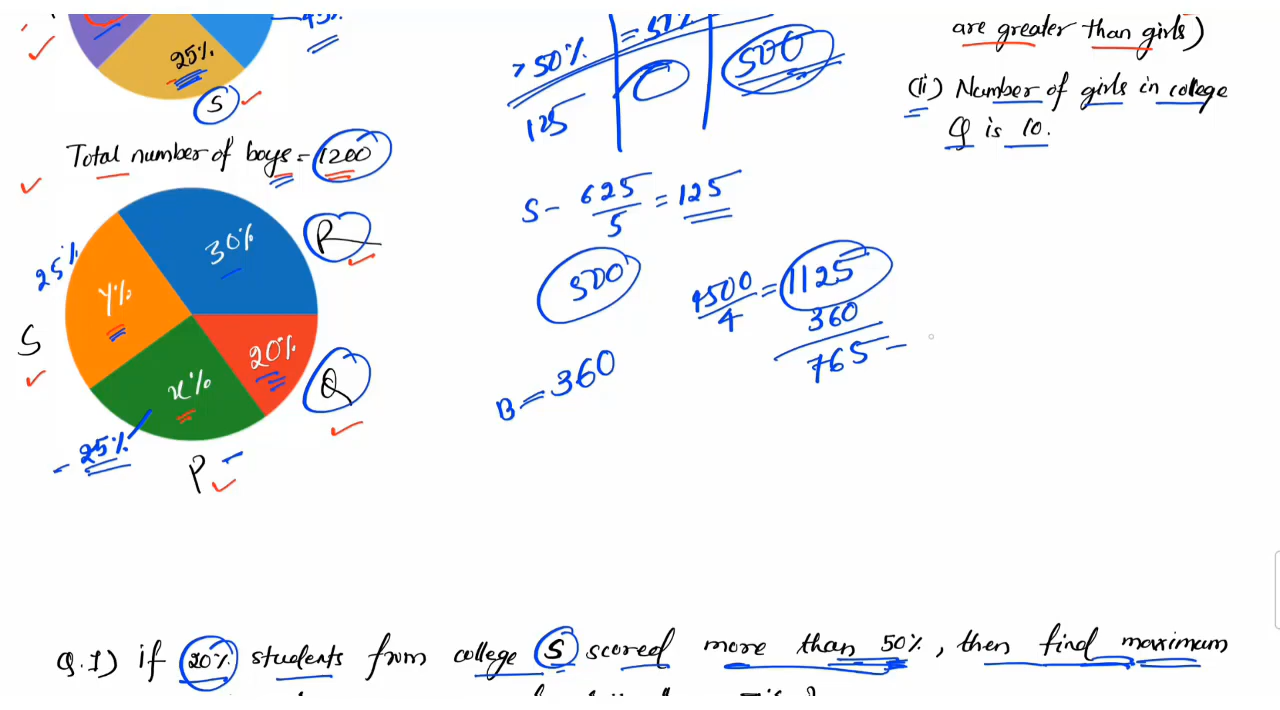 45%
25%
S
Total number of boys = 1200
30%
R
25%
Y%
S
20%
Q
x%
- 25%
P -
> 50%
= 51%
500
125
S - 625/5 = 125
500
4500/4 = 1125
360
765 -
B = 360
are greater than girls)
(ii) Number of girls in college
Q is 10.
Q.1) if 20% students from college S scored more than 50%, then find maximum